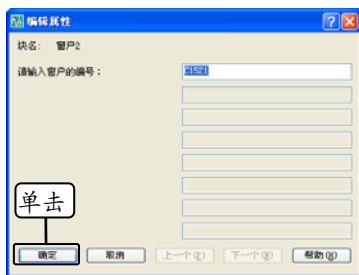 编辑属性
块名: 窗户2
请输入窗户的编号:
单击
确定 取消 上一个(P) 下一个(N) 帮助(H)